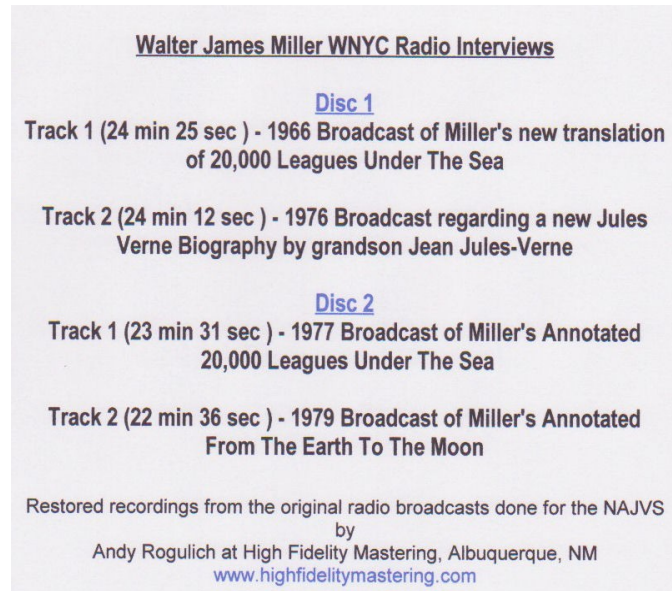 Walter James Miller WNYC Radio Interviews
Disc 1
Track 1 (24 min 25 sec ) - 1966 Broadcast of Miller's new translation
of 20,000 Leagues Under The Sea
Track 2 (24 min 12 sec ) - 1976 Broadcast regarding a new Jules
Verne Biography by grandson Jean Jules-Verne
Disc 2
Track 1 (23 min 31 sec ) - 1977 Broadcast of Miller's Annotated
20,000 Leagues Under The Sea
Track 2 (22 min 36 sec ) - 1979 Broadcast of Miller's Annotated
From The Earth To The Moon
Restored recordings from the original radio broadcasts done for the NAJVS
by
Andy Rogulich at High Fidelity Mastering, Albuquerque, NM
www.highfidelitymastering.com